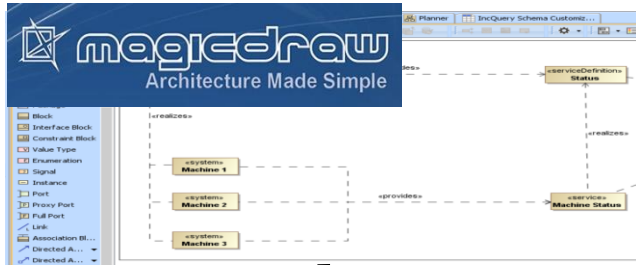 Planner
IncQuery Schema Customiz...
magicdraw
Architecture Made Simple
«serviceDefinition»
Status
«realizes»
Block
Interface Block
Constraint Block
Value Type
Enumeration
Signal
Instance
Port
Proxy Port
Full Port
Link
Association Bl...
Directed A...
Directed A...
«realizes»
«system»
Machine 1
«system»
Machine 2
«system»
Machine 3
«provides»
«service»
Machine Status